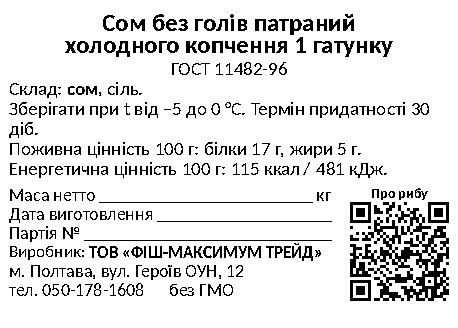 Сом без голів патраний
холодного копчення 1 гатунку
ГОСТ 11482-96
Склад: сом, сіль.
Зберігати при t від –5 до 0 °С. Термін придатності 30
діб.
Поживна цінність 100 г: білки 17 г, жири 5 г.
Енергетична цінність 100 г: 115 ккал / 481 кДж.
Маса нетто ________________________ кг
Про рибу
Дата виготовлення ____________________
Партія № ____________________________
Виробник: ТОВ «ФІШ-МАКСИМУМ ТРЕЙД»
м. Полтава, вул. Героїв ОУН, 12
тел. 050-178-1608 без ГМО